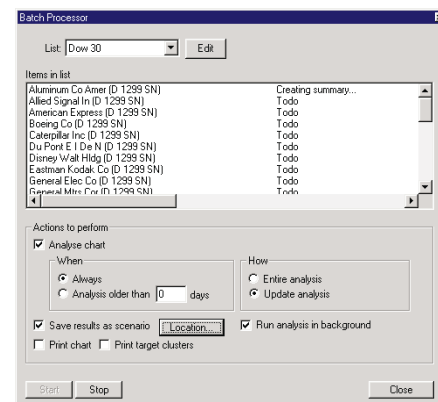 Batch Processor
List: Dow 30 Edit
Items in list
Aluminum Co Amer (D 1299 SN) Creating summary...
Allied Signal In (D 1299 SN) Todo
American Express (D 1299 SN) Todo
Boeing Co (D 1299 SN) Todo
Caterpillar Inc (D 1299 SN) Todo
Du Pont E I De N (D 1299 SN) Todo
Disney Walt Hldg (D 1299 SN) Todo
Eastman Kodak Co (D 1299 SN) Todo
General Elec Co (D 1299 SN) Todo
General Mtrs Cor (D 1299 SN) Todo
Actions to perform
Analyse chart
When How
Always Entire analysis
Analysis older than 0 days Update analysis
Save results as scenario Location... Run analysis in background
Print chart Print target clusters
Start Stop Close